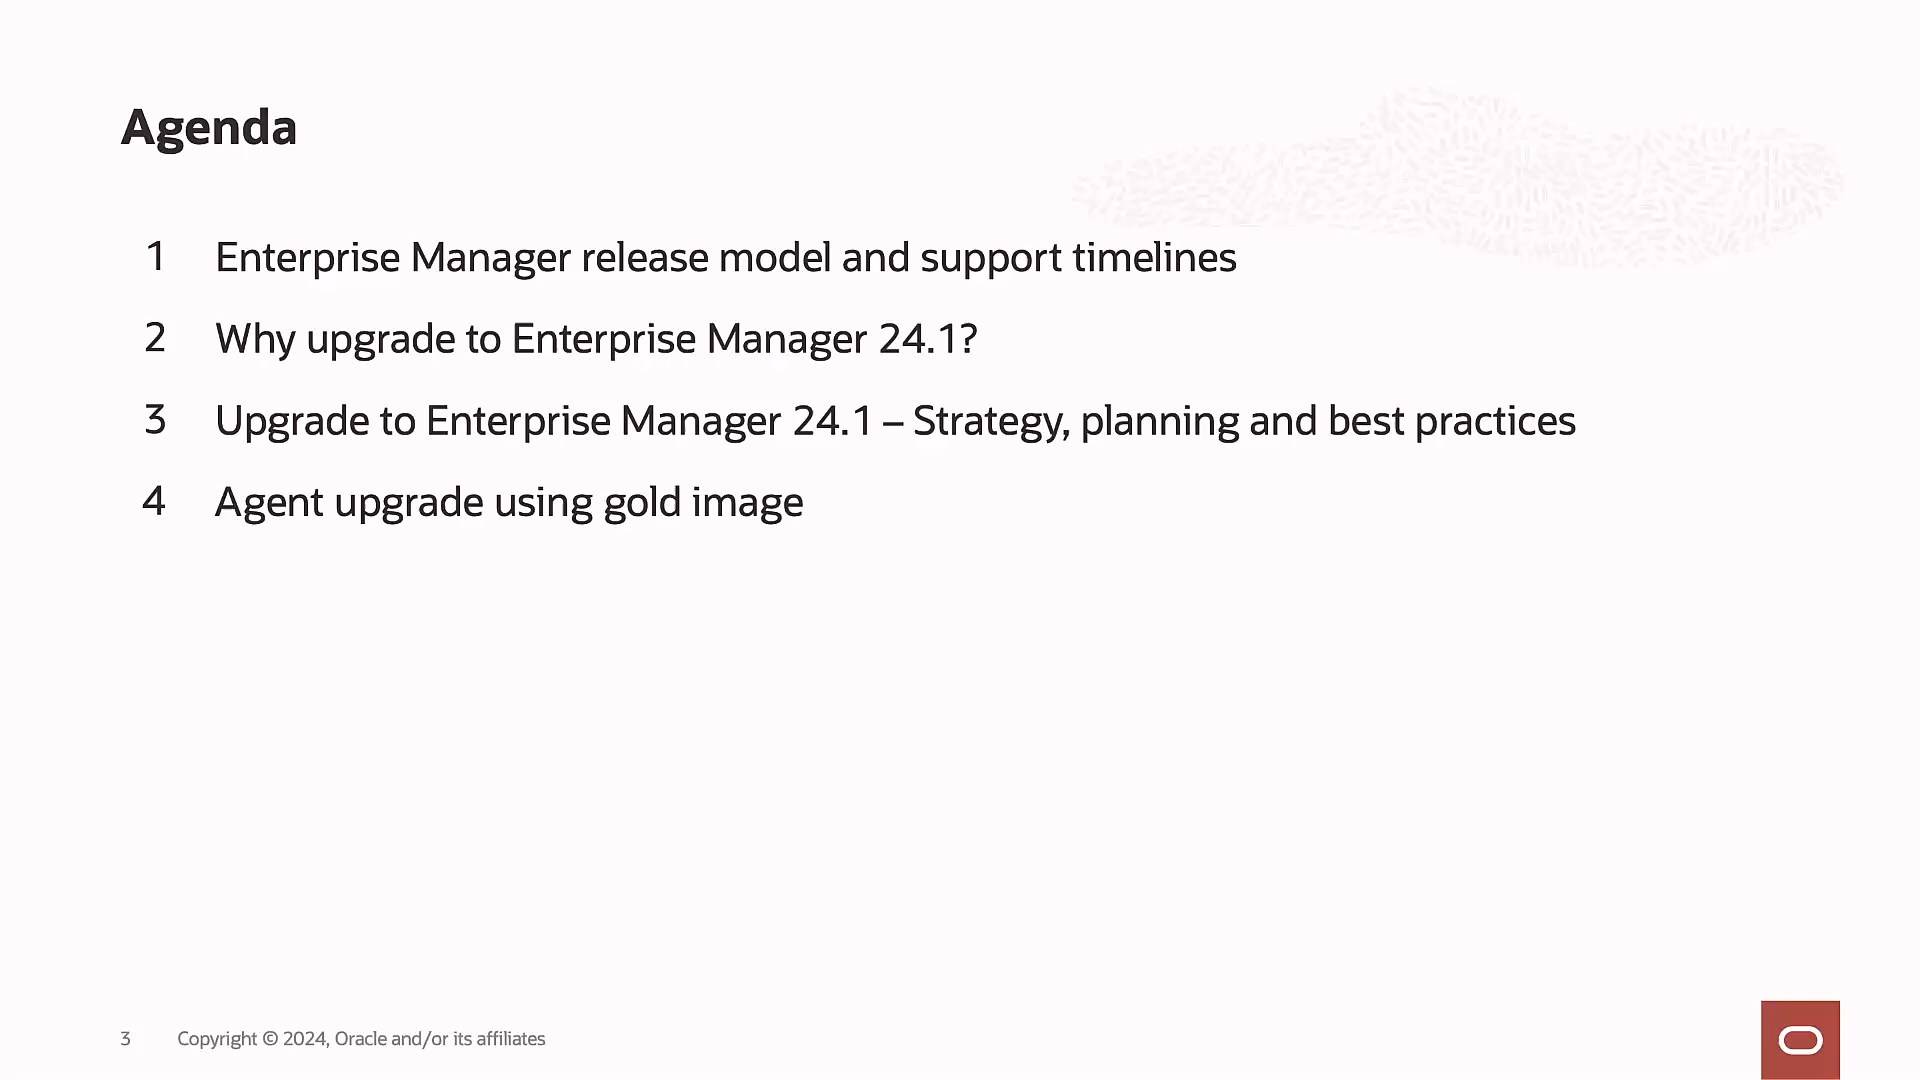 Agenda
1 Enterprise Manager release model and support timelines
2 Why upgrade to Enterprise Manager 24.1?
3 Upgrade to Enterprise Manager 24.1 – Strategy, planning and best practices
4 Agent upgrade using gold image
3 Copyright © 2024, Oracle and/or its affiliates